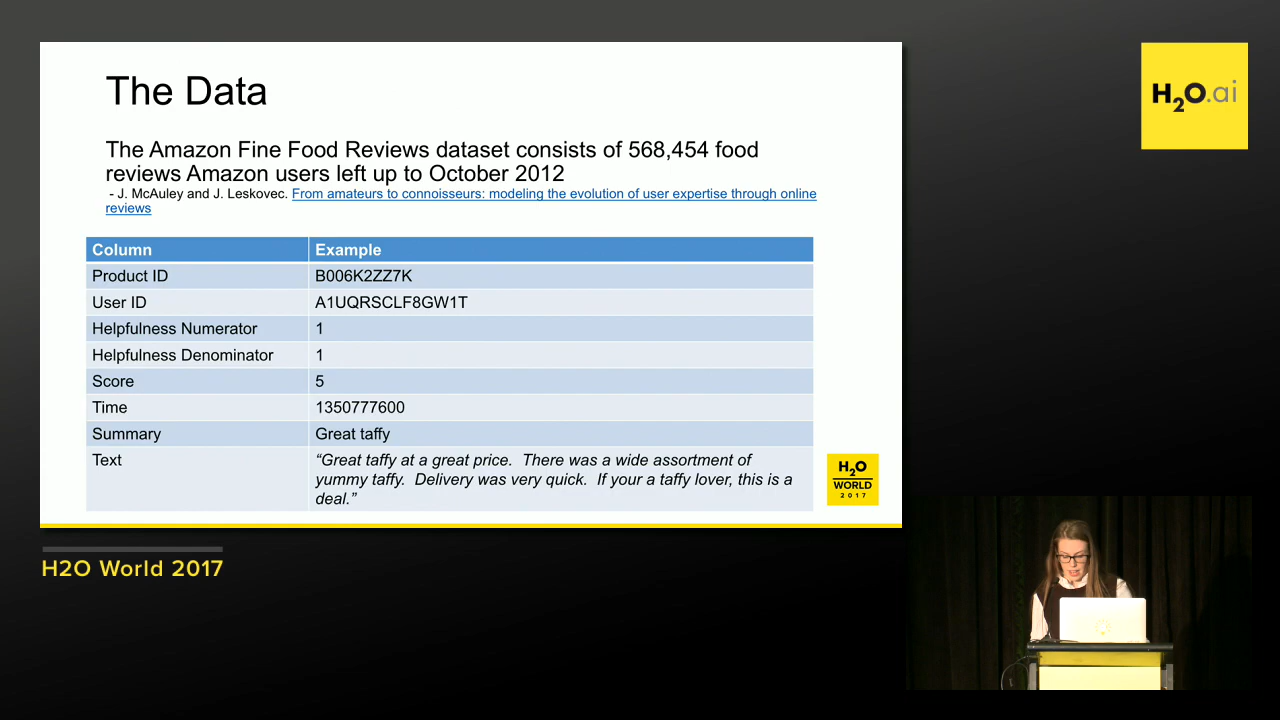 The Data
The Amazon Fine Food Reviews dataset consists of 568,454 food
reviews Amazon users left up to October 2012
- J. McAuley and J. Leskovec. From amateurs to connoisseurs: modeling the evolution of user expertise through online
reviews
Column Example
Product ID B006K2ZZ7K
User ID A1UQRSCLF8GW1T
Helpfulness Numerator 1
Helpfulness Denominator 1
Score 5
Time 1350777600
Summary Great taffy
Text “Great taffy at a great price.  There was a wide assortment of
yummy taffy.  Delivery was very quick.  If your a taffy lover, this is a
deal.”
H2O
WORLD
2017
H2O.ai
H2O World 2017